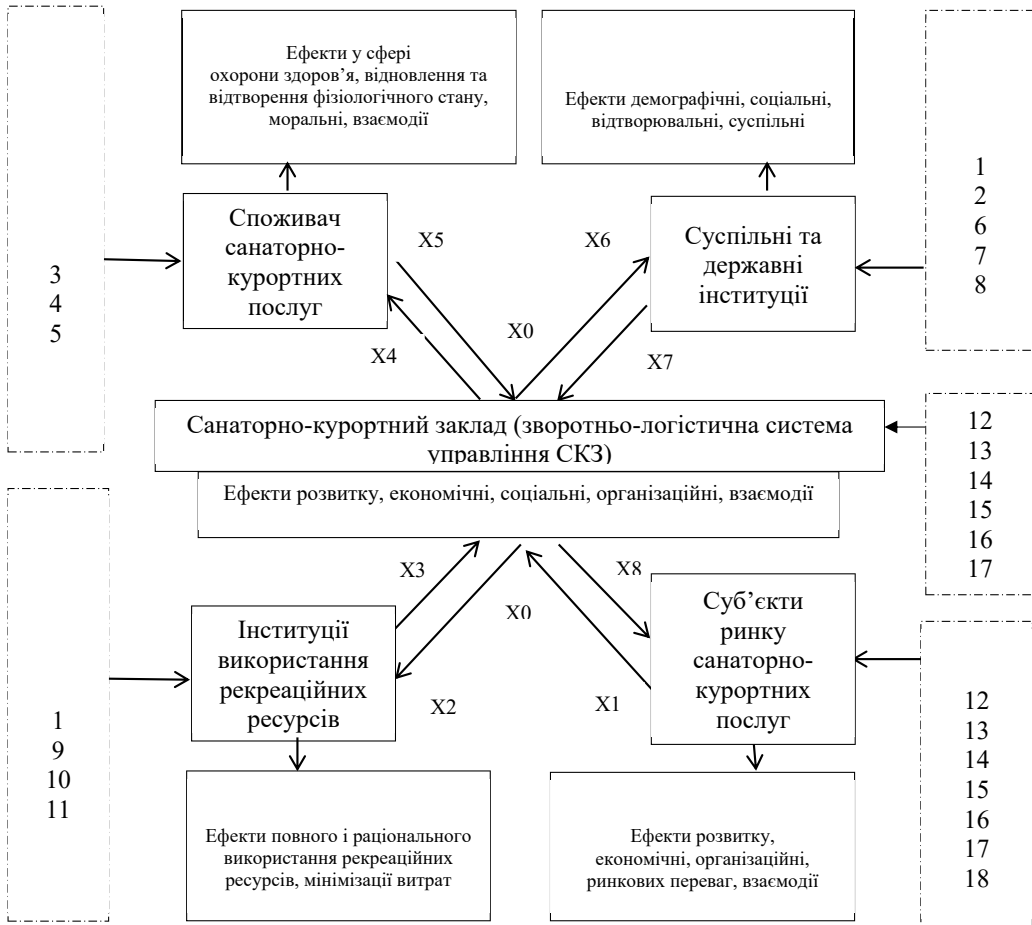 Ефекти у сфері
охорони здоров’я, відновлення та
відтворення фізіологічного стану,
моральні, взаємодії
Ефекти демографічні, соціальні,
відтворювальні, суспільні
3
4
5
Споживач
санаторно-
курортних
послуг
X5
X4
X6
X0
X7
Суспільні та
державні
інституції
1
2
6
7
8
Санаторно-курортний заклад (зворотньо-логістична система
управління СКЗ)
Ефекти розвитку, економічні, соціальні, організаційні, взаємодії
12
13
14
15
16
17
1
9
10
11
Інституції
використання
рекреаційних
ресурсів
X3
X2
X0
X8
X1
Суб’єкти
ринку
санаторно-
курортних
послуг
12
13
14
15
16
17
18
Ефекти повного і раціонального
використання рекреаційних
ресурсів, мінімізації витрат
Ефекти розвитку,
економічні, організаційні,
ринкових переваг, взаємодії